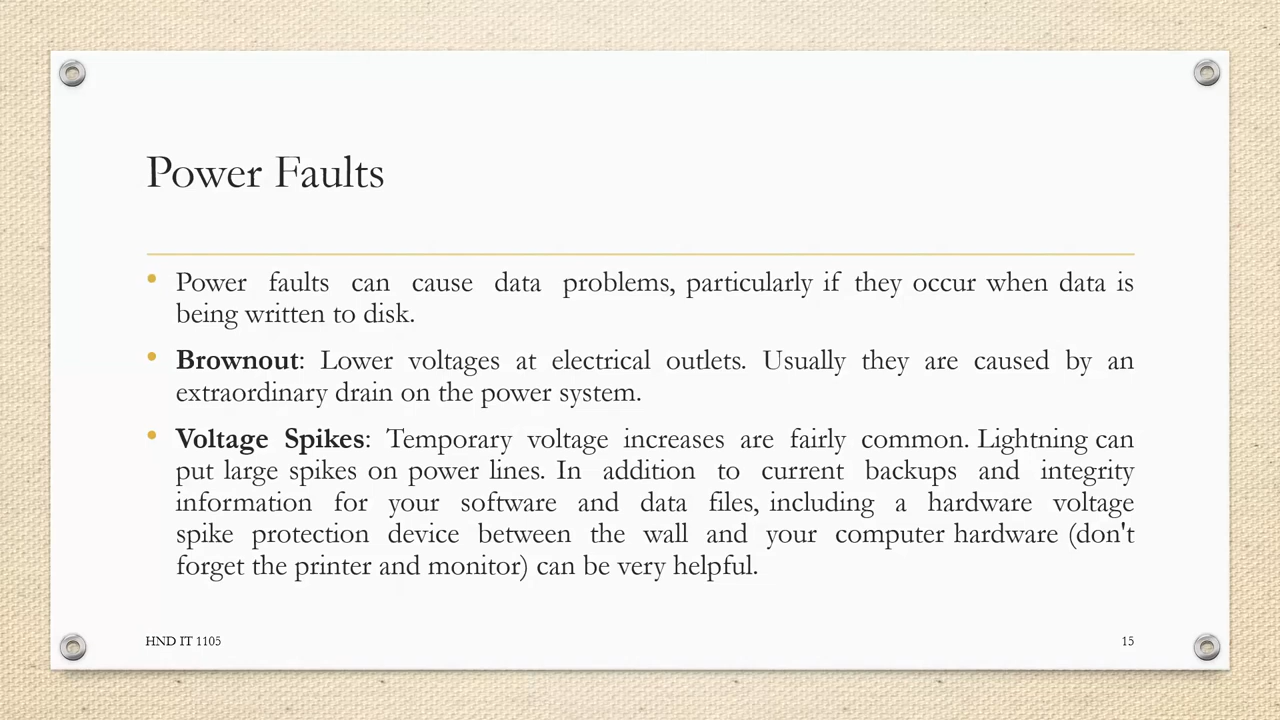 Power Faults
Power faults can cause data problems, particularly if they occur when data is
being written to disk.
Brownout: Lower voltages at electrical outlets. Usually they are caused by an
extraordinary drain on the power system.
Voltage Spikes: Temporary voltage increases are fairly common. Lightning can
put large spikes on power lines. In addition to current backups and integrity
information for your software and data files, including a hardware voltage
spike protection device between the wall and your computer hardware (don't
forget the printer and monitor) can be very helpful.
HND IT 1105
15